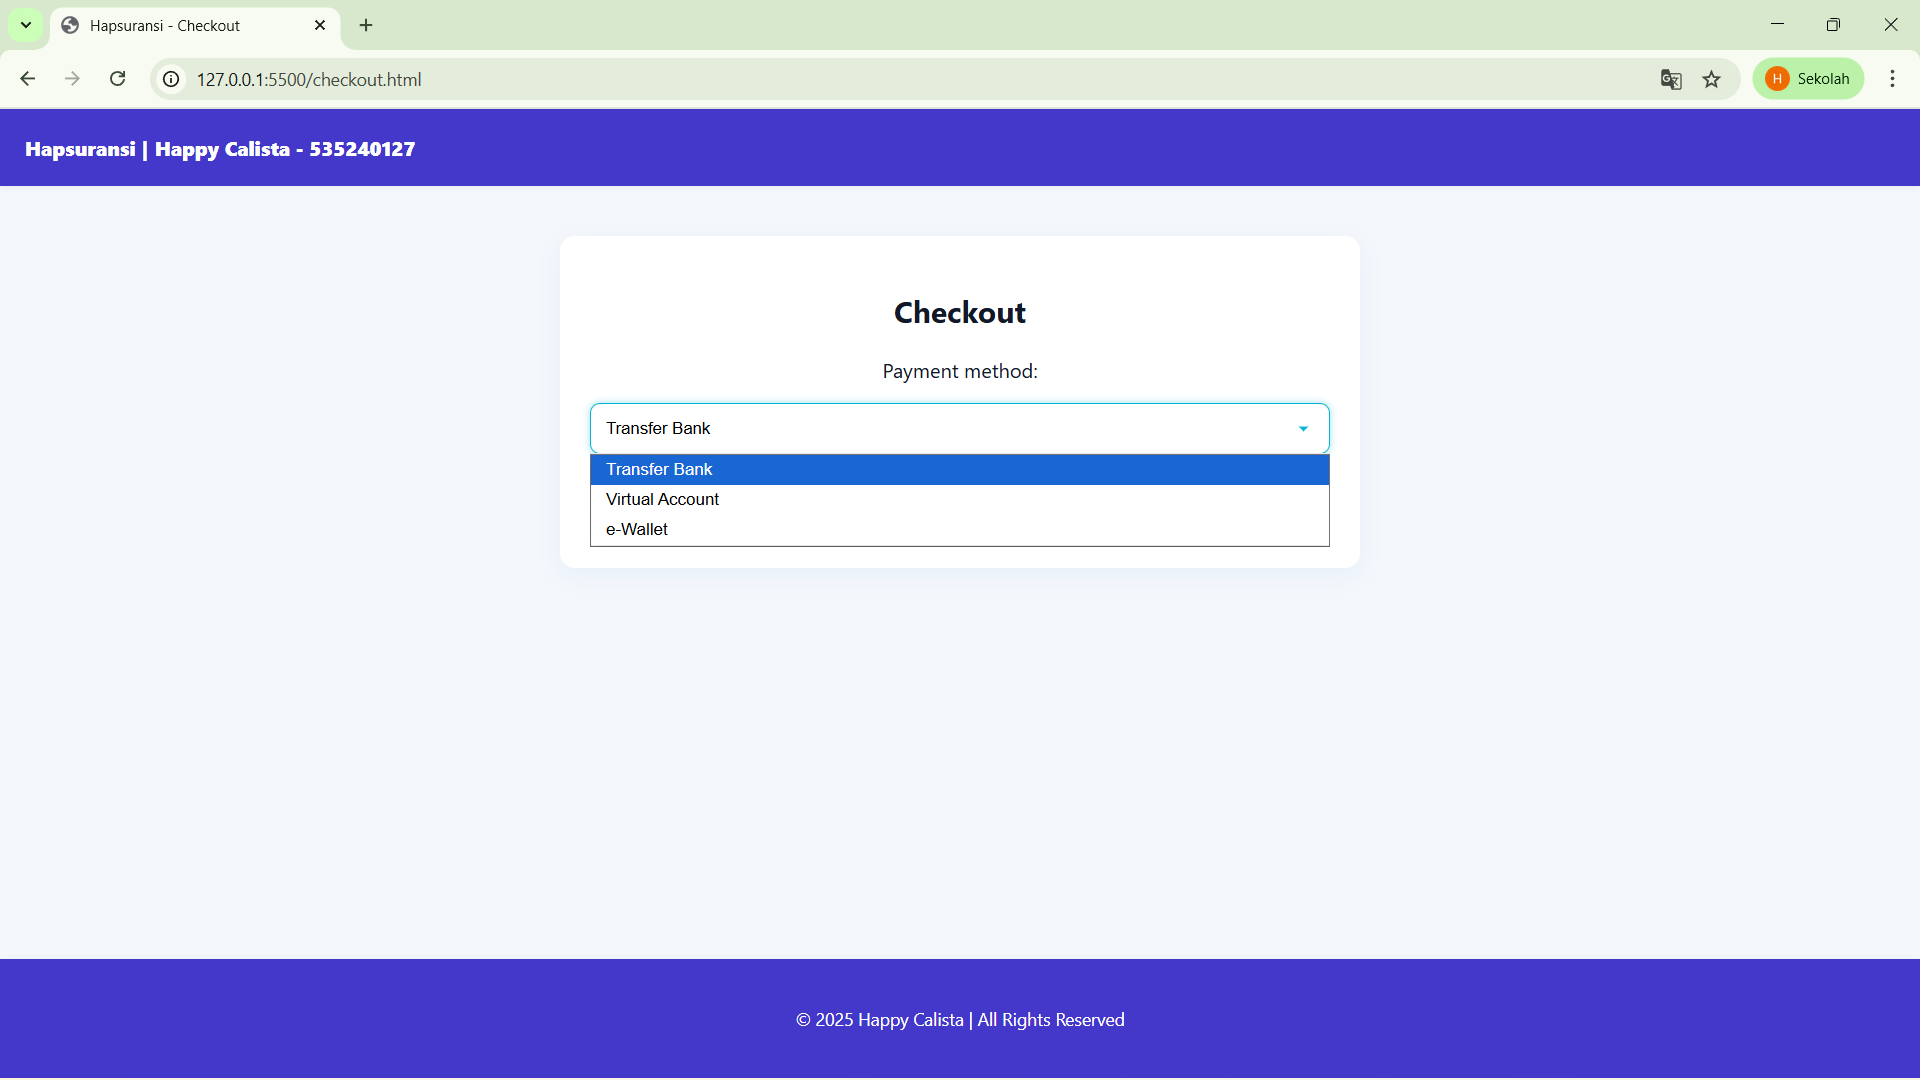 Hapsuransi - Checkout
127.0.0.1:5500/checkout.html
H Sekolah
Hapsuransi | Happy Calista - 535240127
Checkout
Payment method:
Transfer Bank
Transfer Bank
Virtual Account
e-Wallet
© 2025 Happy Calista | All Rights Reserved